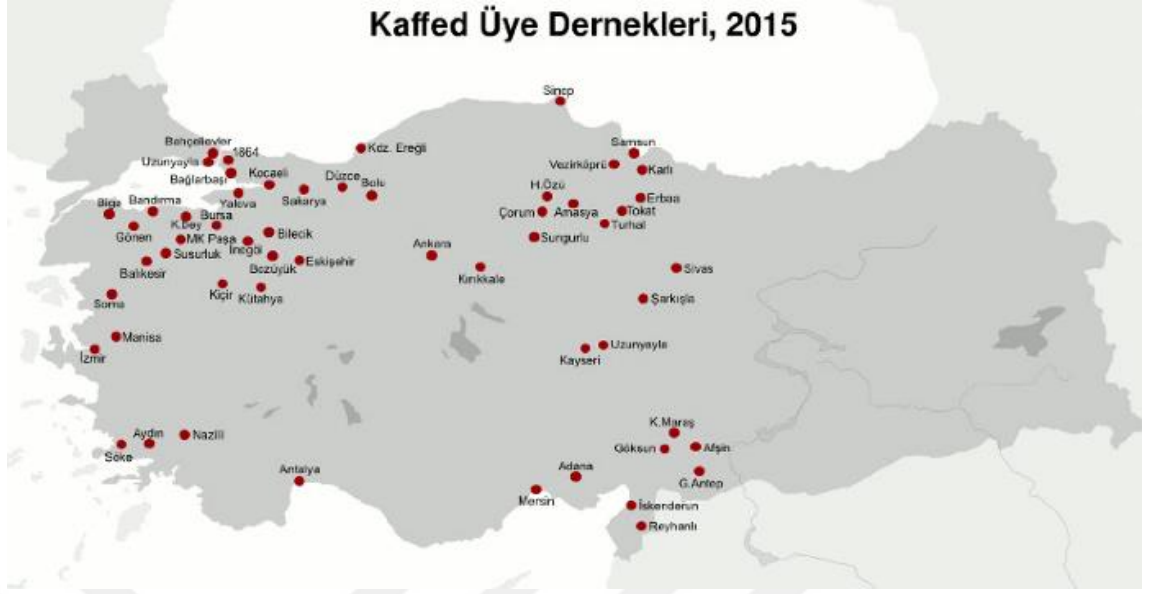 Kaffed Üye Dernekleri, 2015
Sinop
Bahçelievler
1864
Kdz. Ereğli
Samsun
Uzunyayla
Vezirköprü
Karlı
Bağlarbaşı
Kocaeli
Düzce
Bolu
H.Özü
Erbaa
Biga
Bandırma
Yalova
Sakarya
Çorum
Amasya
Tokat
K.Bey
Bursa
Turhal
Gönen
MK Paşa
İnegöl
Bilecik
Sungurlu
Susurluk
Ankara
Balıkesir
Bozüyük
Eskişehir
Kırıkkale
Sivas
Kiçir
Kütahya
Soma
Şarkışla
Manisa
Uzunyayla
İzmir
Kayseri
K.Maraş
Aydın
Nazilli
Göksun
Afşin
Söke
Antalya
Adana
G.Antep
Mersin
İskenderun
Reyhanlı